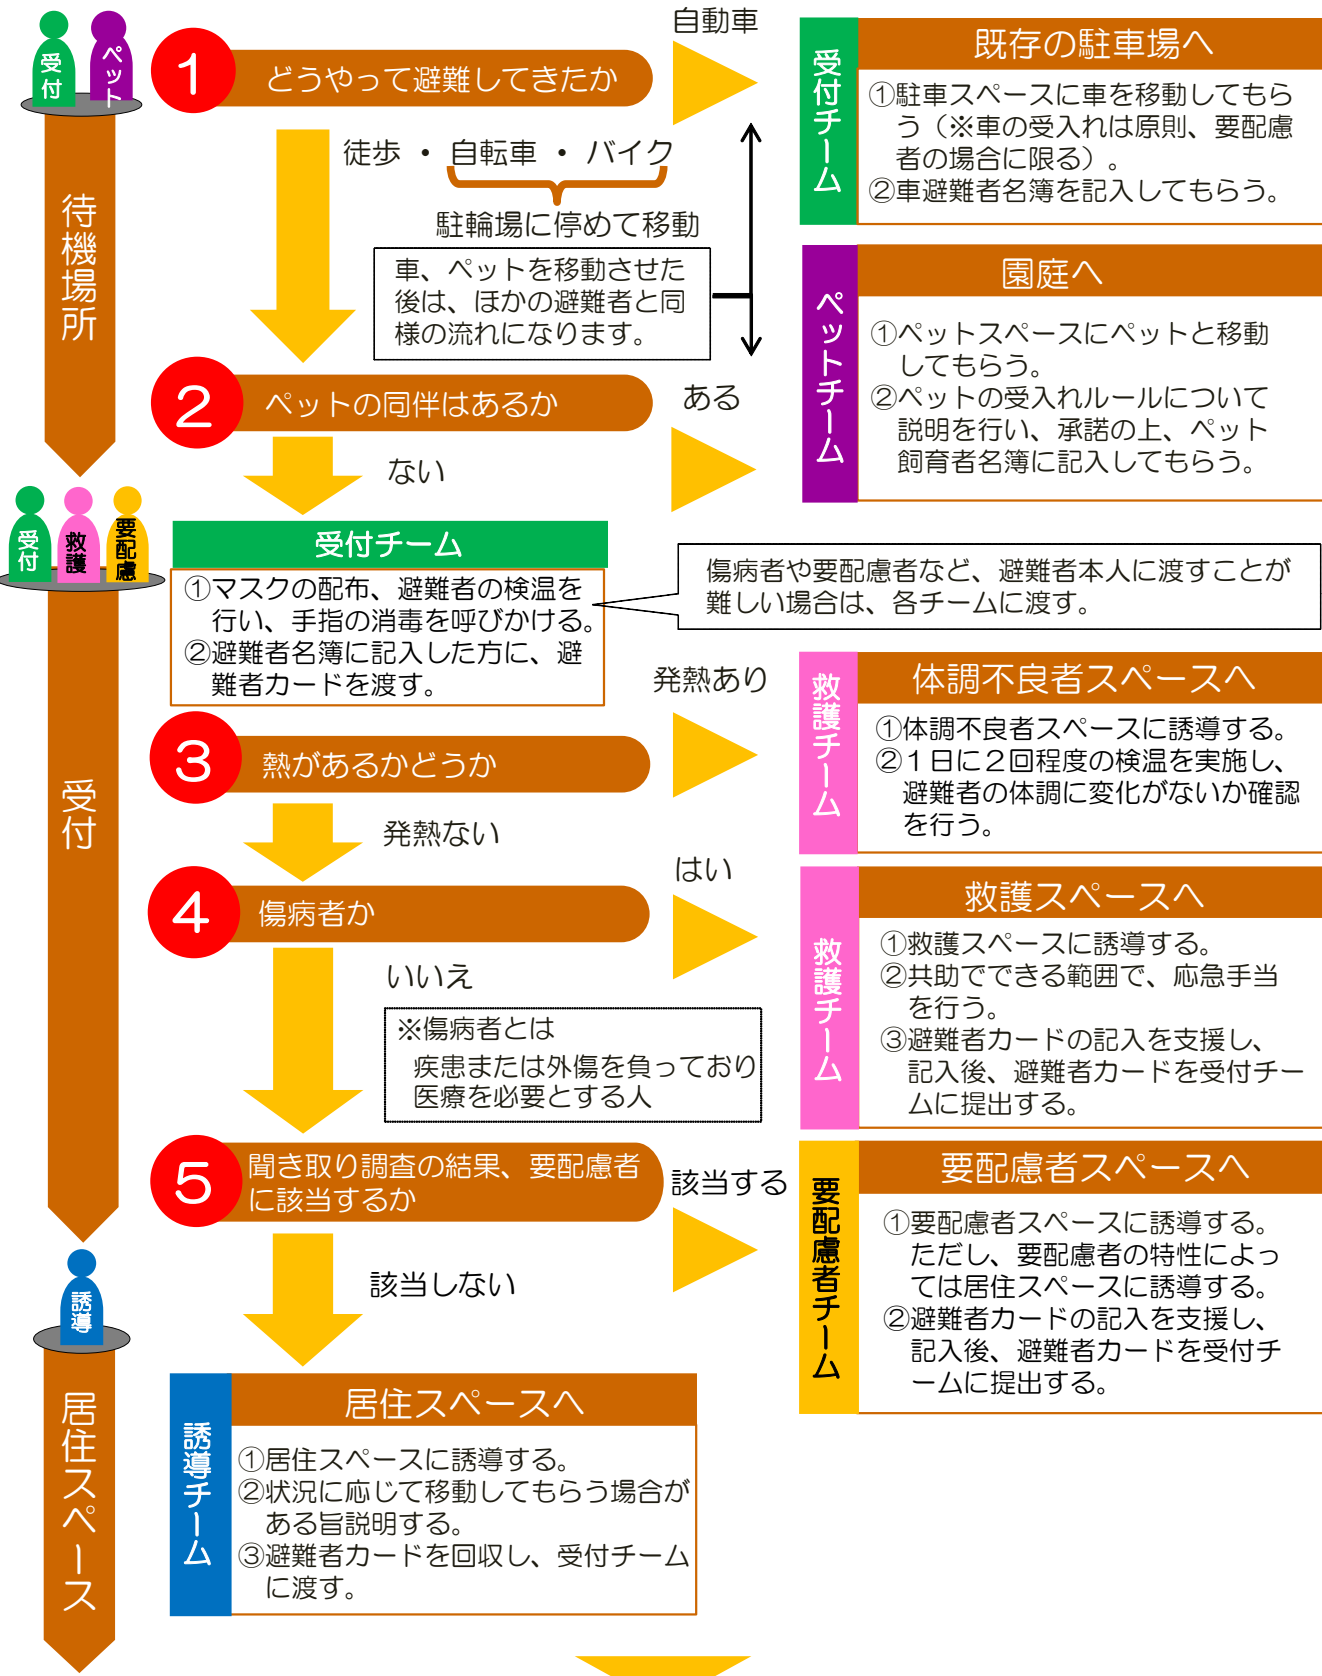 受付
ペット
1
どうやって避難してきたか
自動車
徒歩 ・ 自転車 ・ バイク
駐輪場に停めて移動
車、ペットを移動させた
後は、ほかの避難者と同
様の流れになります。
待機場所
受付チーム
既存の駐車場へ
①駐車スペースに車を移動してもら
う（※車の受入れは原則、要配慮
者の場合に限る）。
②車避難者名簿を記入してもらう。
2
ペットの同伴はあるか
ある
ない
ペットチーム
園庭へ
①ペットスペースにペットと移動
してもらう。
②ペットの受入れルールについて
説明を行い、承諾の上、ペット
飼育者名簿に記入してもらう。
受付
救護
要配慮
受付
受付チーム
①マスクの配布、避難者の検温を
行い、手指の消毒を呼びかける。
②避難者名簿に記入した方に、避
難者カードを渡す。
傷病者や要配慮者など、避難者本人に渡すことが
難しい場合は、各チームに渡す。
3
熱があるかどうか
発熱あり
発熱ない
救護チーム
体調不良者スペースへ
①体調不良者スペースに誘導する。
②１日に２回程度の検温を実施し、
避難者の体調に変化がないか確認
を行う。
4
傷病者か
はい
いいえ
※傷病者とは
疾患または外傷を負っており
医療を必要とする人
救護チーム
救護スペースへ
①救護スペースに誘導する。
②共助でできる範囲で、応急手当
を行う。
③避難者カードの記入を支援し、
記入後、避難者カードを受付チー
ムに提出する。
5
聞き取り調査の結果、要配慮者
に該当するか
該当する
該当しない
要配慮者チーム
要配慮者スペースへ
①要配慮者スペースに誘導する。
ただし、要配慮者の特性によっ
ては居住スペースに誘導する。
②避難者カードの記入を支援し、
記入後、避難者カードを受付チ
ームに提出する。
誘導
居住スペース
誘導チーム
居住スペースへ
①居住スペースに誘導する。
②状況に応じて移動してもらう場合が
ある旨説明する。
③避難者カードを回収し、受付チーム
に渡す。